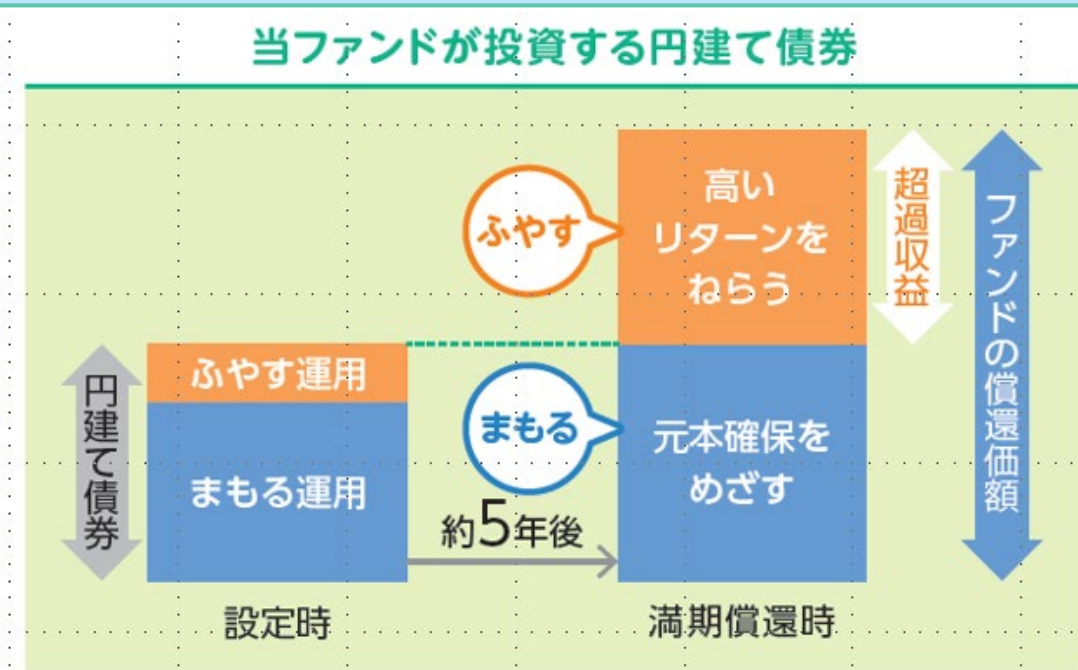 当ファンドが投資する円建て債券
ふやす
高い
リターンを
ねらう
超過収益
ファンドの償還価額
円建て債券
ふやす運用
まもる運用
まもる
元本確保を
めざす
約5年後
設定時
満期償還時